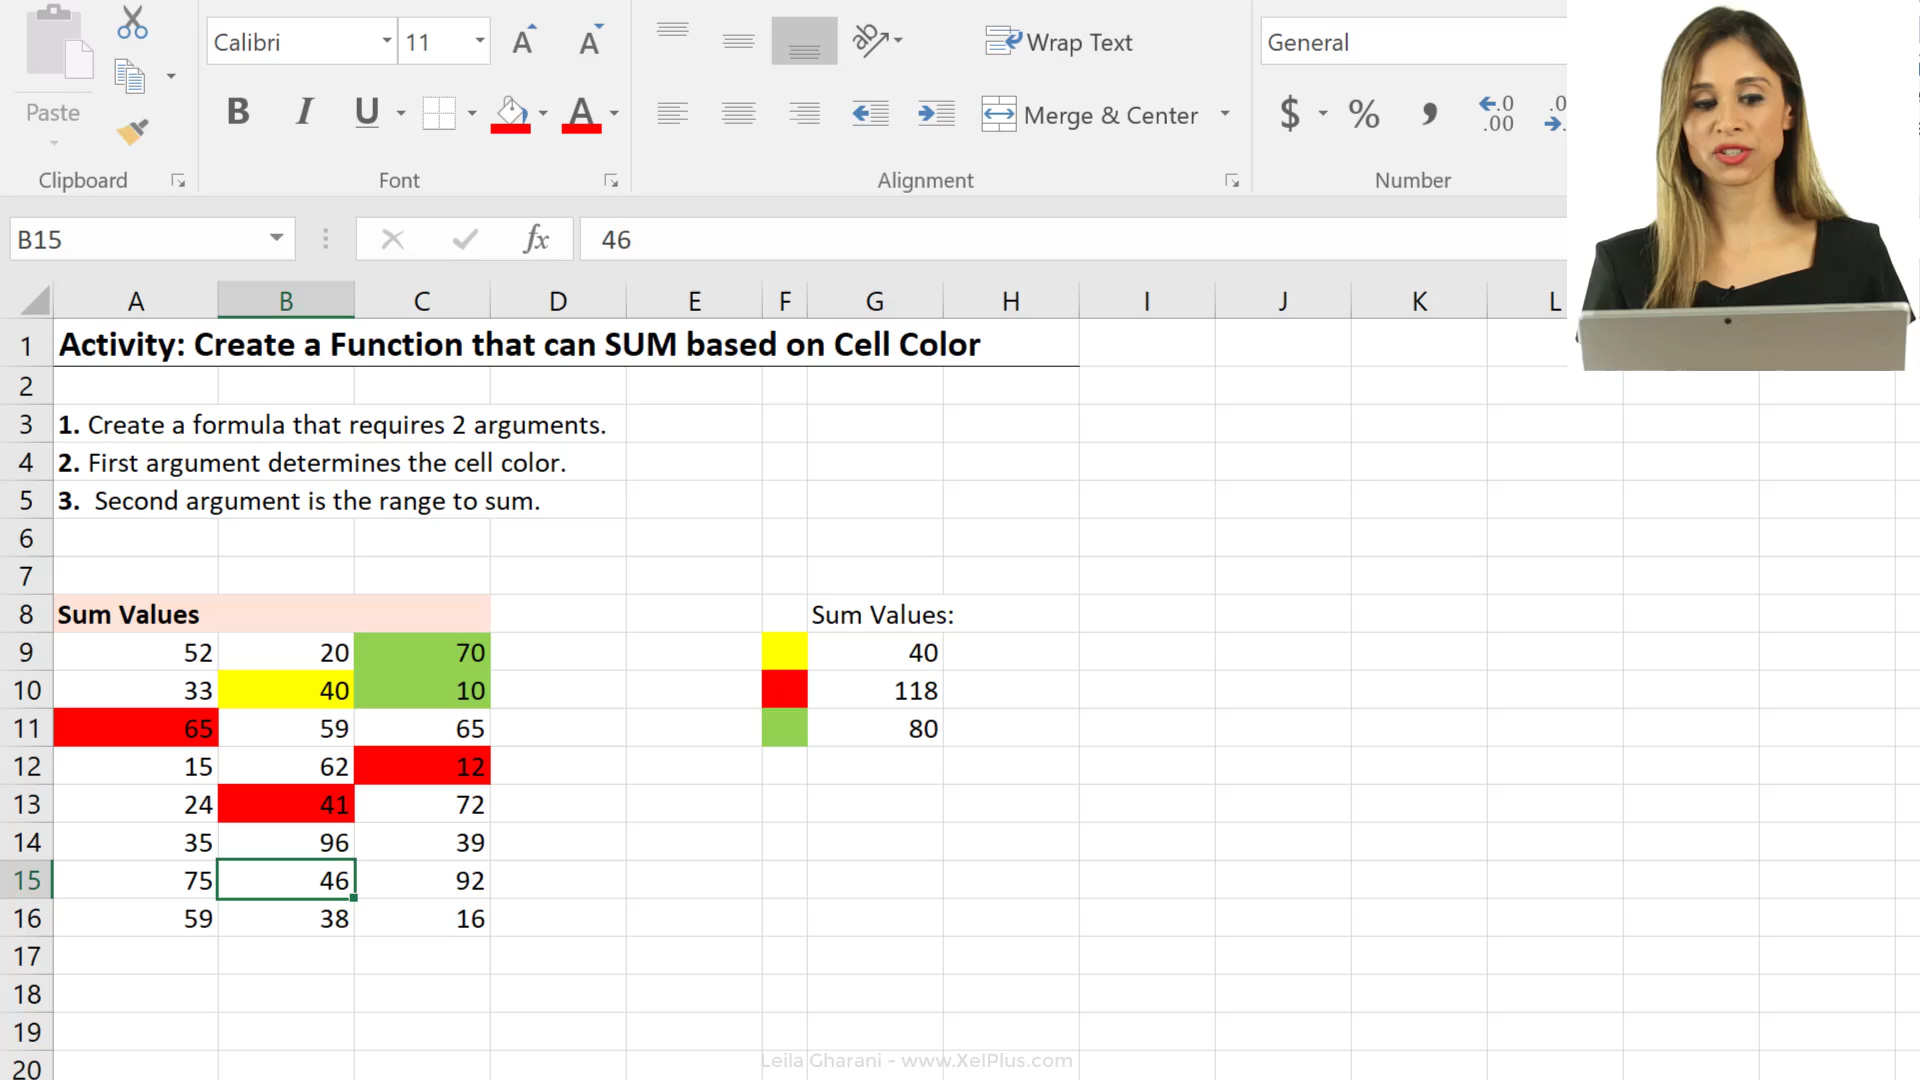 Calibri 11 A A ab Wrap Text General
Paste B I U A Merge & Center $ % , .0 .00 .0
Clipboard Font Alignment Number
B15 fx 46
A B C D E F G H I J K L
1 Activity: Create a Function that can SUM based on Cell Color
2
3 1. Create a formula that requires 2 arguments.
4 2. First argument determines the cell color.
5 3. Second argument is the range to sum.
6
7
8 Sum Values Sum Values:
9 52 20 70 40
10 33 40 10 118
11 65 59 65 80
12 15 62 12
13 24 41 72
14 35 96 39
15 75 46 92
16 59 38 16
17
18
19
20
Leila Gharani - www.XelPlus.com